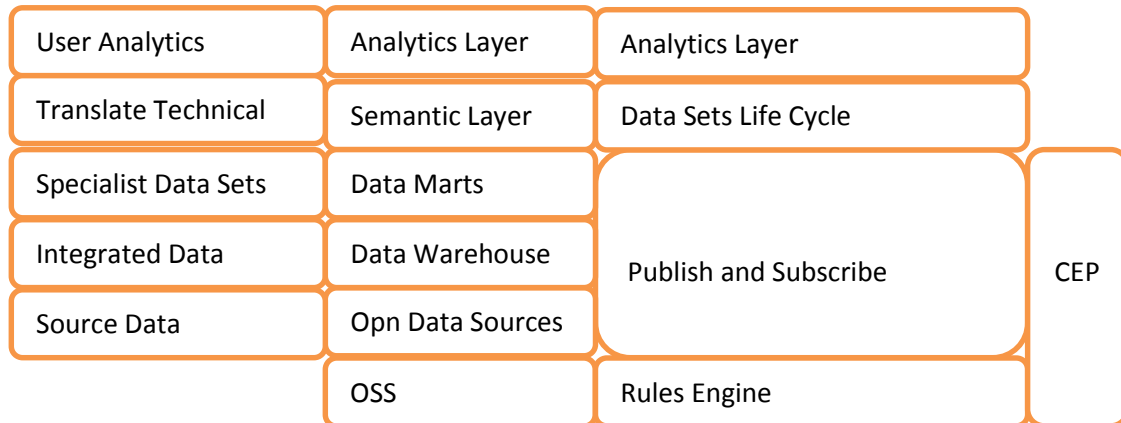 User Analytics
Analytics Layer
Analytics Layer
Translate Technical
Semantic Layer
Data Sets Life Cycle
Specialist Data Sets
Data Marts
Integrated Data
Data Warehouse
Publish and Subscribe
CEP
Source Data
Opn Data Sources
OSS
Rules Engine